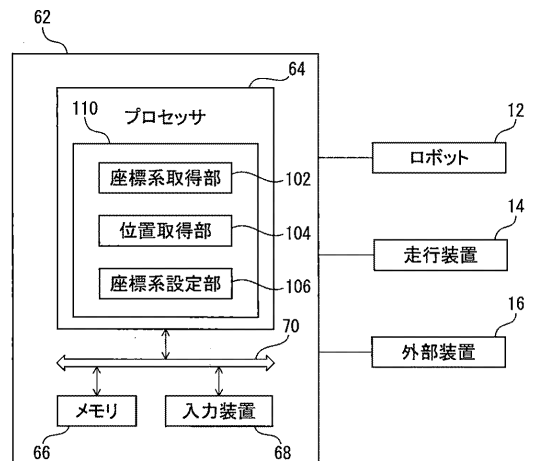 62
64
プロセッサ
110
12
座標系取得部
102
ロボット
位置取得部
104
14
走行装置
座標系設定部
106
16
70
外部装置
メモリ
入力装置
66
68